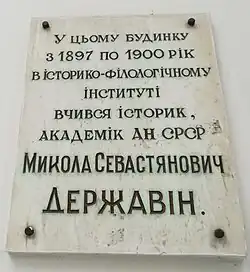 У цьому будинку
з 1897 по 1900 рік
в історико-філологічному
інституті
вчився історик,
академік АН СРСР
Микола Севастянович
Державін.